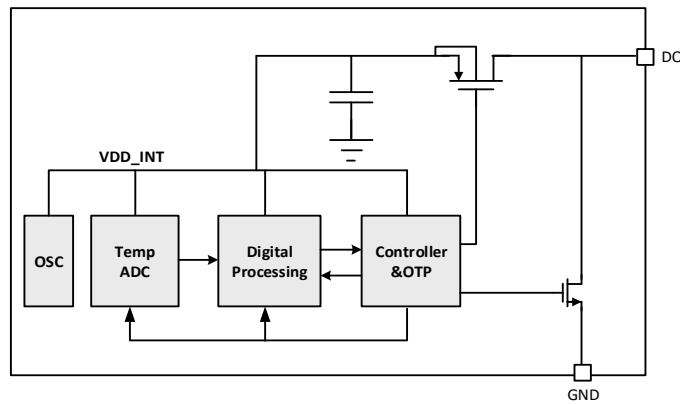 DQ
VDD_INT
OSC
Temp
ADC
Digital
Processing
Controller
&OTP
GND